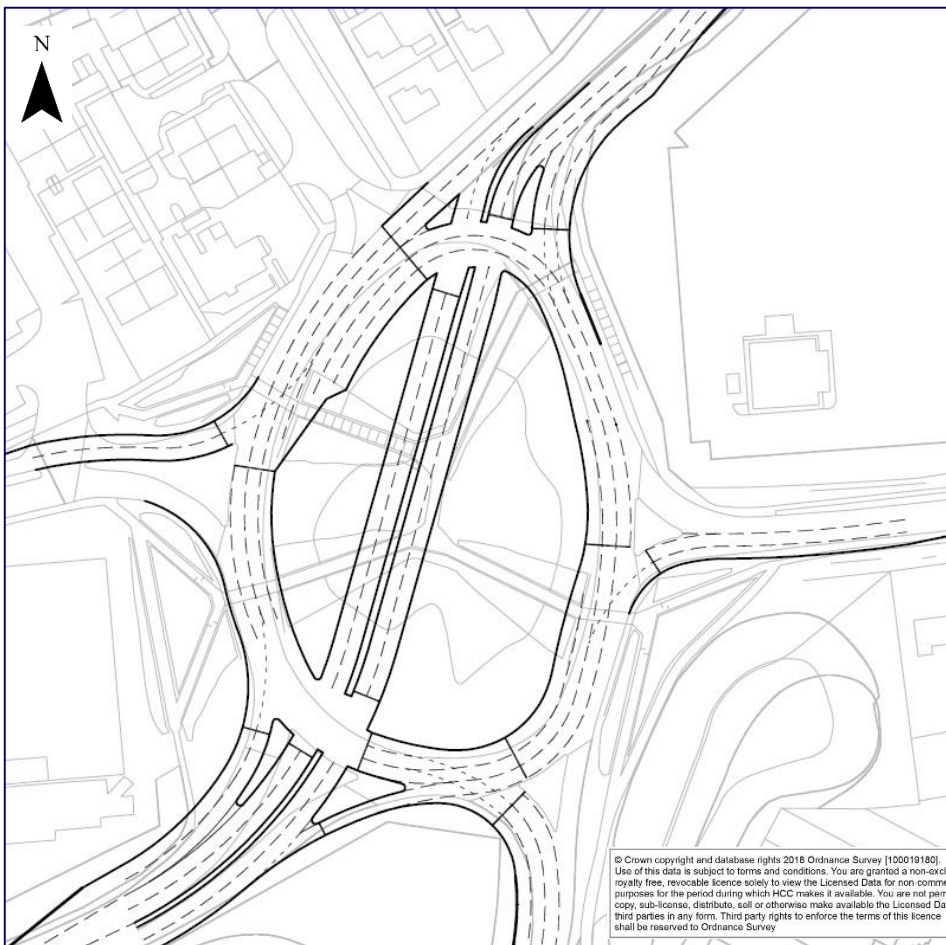 N
© Crown copyright and database rights 2018 Ordnance Survey [100019180].
Use of this data is subject to terms and conditions. You are granted a non-excl
royalty free, revocable licence solely to view the Licensed Data for non-comme
purposes for the period during which HCC makes it available. You are not perm
copy, sub-license, distribute, sell or otherwise make available the Licensed Da
third parties in any form. Third party rights to enforce the terms of this licence
shall be reserved to Ordnance Survey